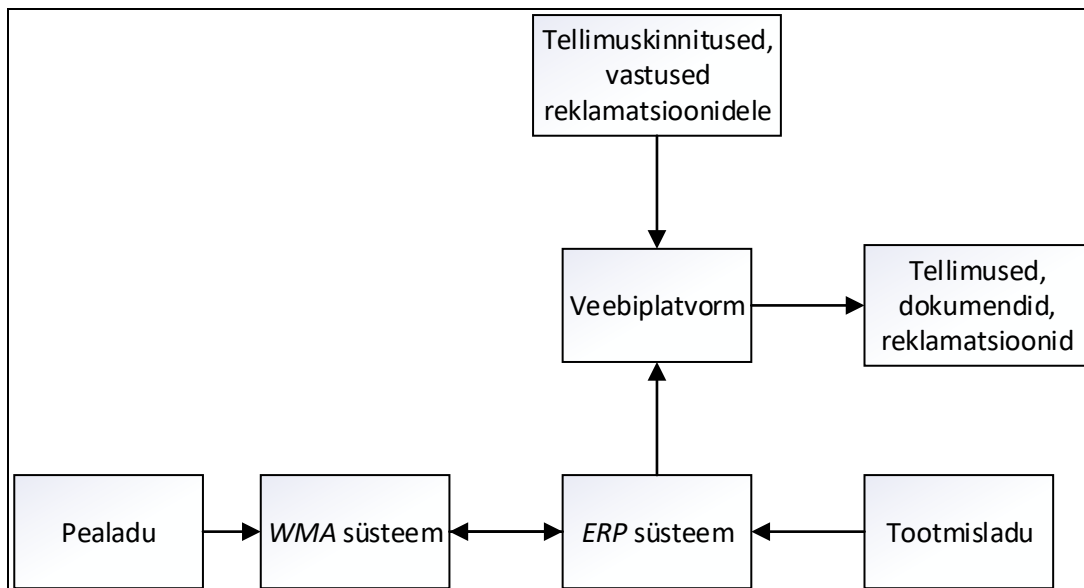 Tellimuskinnitused,
vastused
reklamatsioonidele
Veebiplatvorm
Tellimused,
dokumendid,
reklamatsioonid
Pealadu
WMA süsteem
ERP süsteem
Tootmisladu